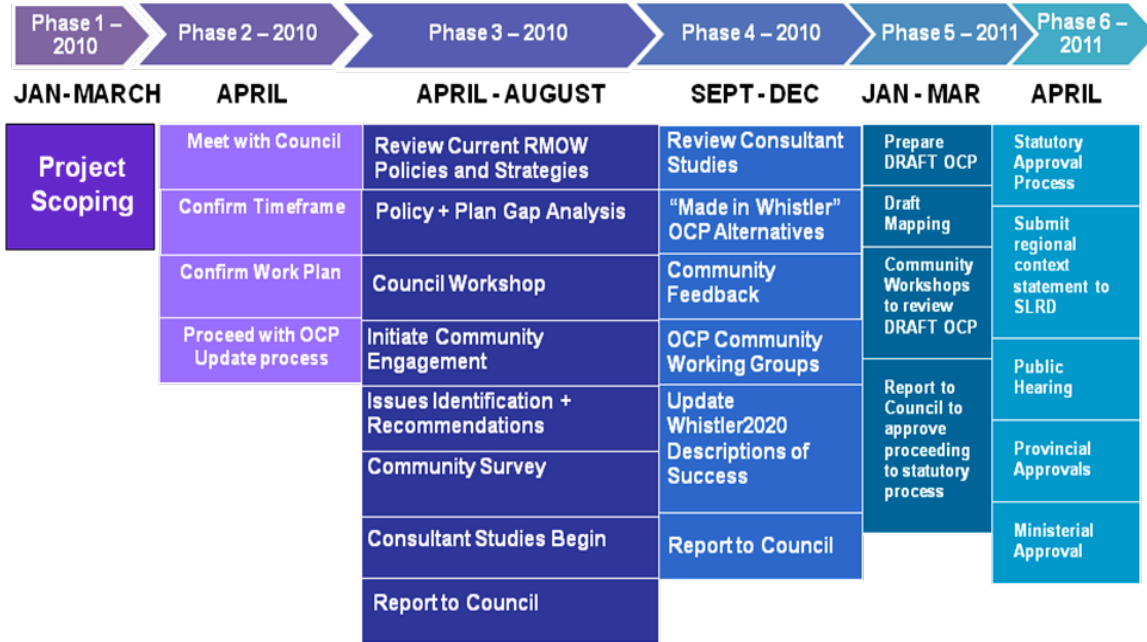 Phase 1 –
2010
Phase 2 – 2010
Phase 3 – 2010
Phase 4 – 2010
Phase 5 – 2011
Phase 6 -
2011
JAN-MARCH
APRIL
APRIL - AUGUST
SEPT - DEC
JAN - MAR
APRIL
Project
Scoping
Meet with Council
Confirm Timeframe
Confirm Work Plan
Proceed with OCP
Update process
Review Current RMOW
Policies and Strategies
Policy + Plan Gap Analysis
Council Workshop
Initiate Community
Engagement
Issues Identification +
Recommendations
Community Survey
Consultant Studies Begin
Report to Council
Review Consultant
Studies
“Made in Whistler”
OCP Alternatives
Community
Feedback
OCP Community
Working Groups
Update
Whistler2020
Descriptions of
Success
Report to Council
Prepare
DRAFT OCP
Draft
Mapping
Community
Workshops
to review
DRAFT OCP
Report to
Council to
approve
proceeding
to statutory
process
Statutory
Approval
Process
Submit
regional
context
statement to
SLRD
Public
Hearing
Provincial
Approvals
Ministerial
Approval